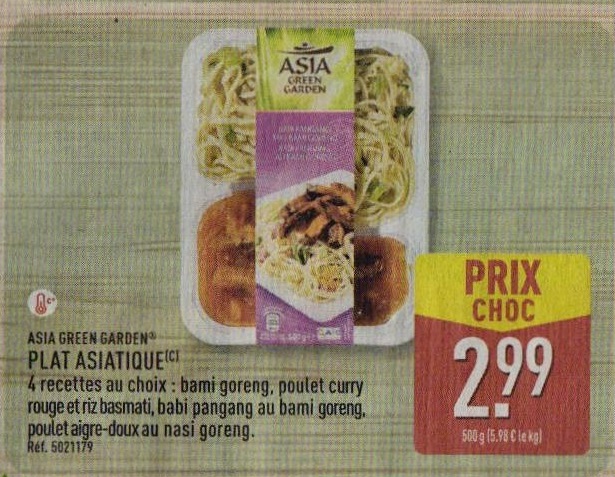 ASIA
GREEN
GARDEN
C°
ASIA GREEN GARDEN®
PLAT ASIATIQUE(C)
4 recettes au choix : bami goreng, poulet curry
rouge et riz basmati, babi pangang au bami goreng,
poulet aigre-doux au nasi goreng.
Réf. 5021179
PRIX
CHOC
2.99
500 g (5.98 € le kg)